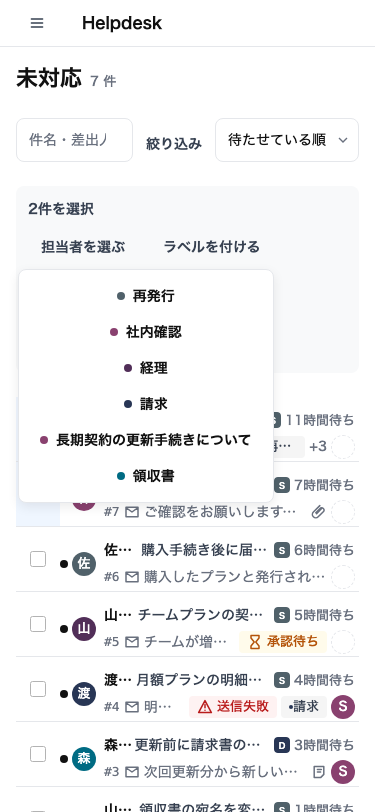 Helpdesk
未対応 7 件
件名・差出人
絞り込み
待たせている順
2件を選択
担当者を選ぶ ラベルを付ける
再発行
社内確認
経理
請求
長期契約の更新手続きについて
領収書
11時間待ち
+3
S 7時間待ち
#7 ご確認をお願いします…
佐 佐… 購入手続き後に届… S 6時間待ち
#6 購入したプランと発行され…
山 山… チームプランの契… S 5時間待ち
#5 チームが増… 承認待ち
渡 渡… 月額プランの明細… S 4時間待ち
#4 明… 送信失敗 •請求 S
森 森… 更新前に請求書の… D 3時間待ち
#3 次回更新分から新しい… S
山… 領収書の宛名を変… S 1時間待ち